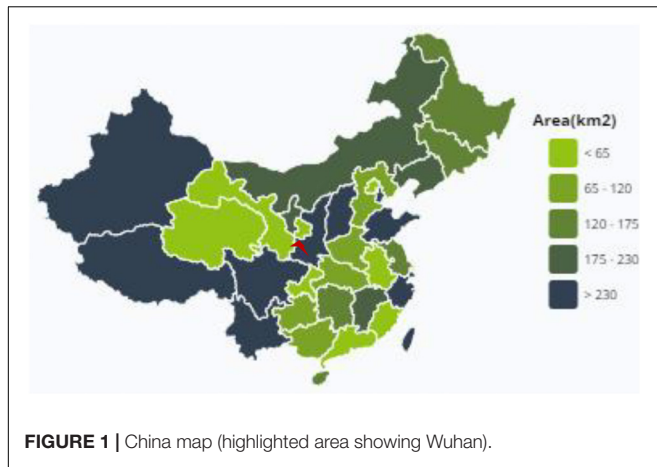 Area(km2)
< 65
65 - 120
120 - 175
175 - 230
> 230
FIGURE 1 | China map (highlighted area showing Wuhan).